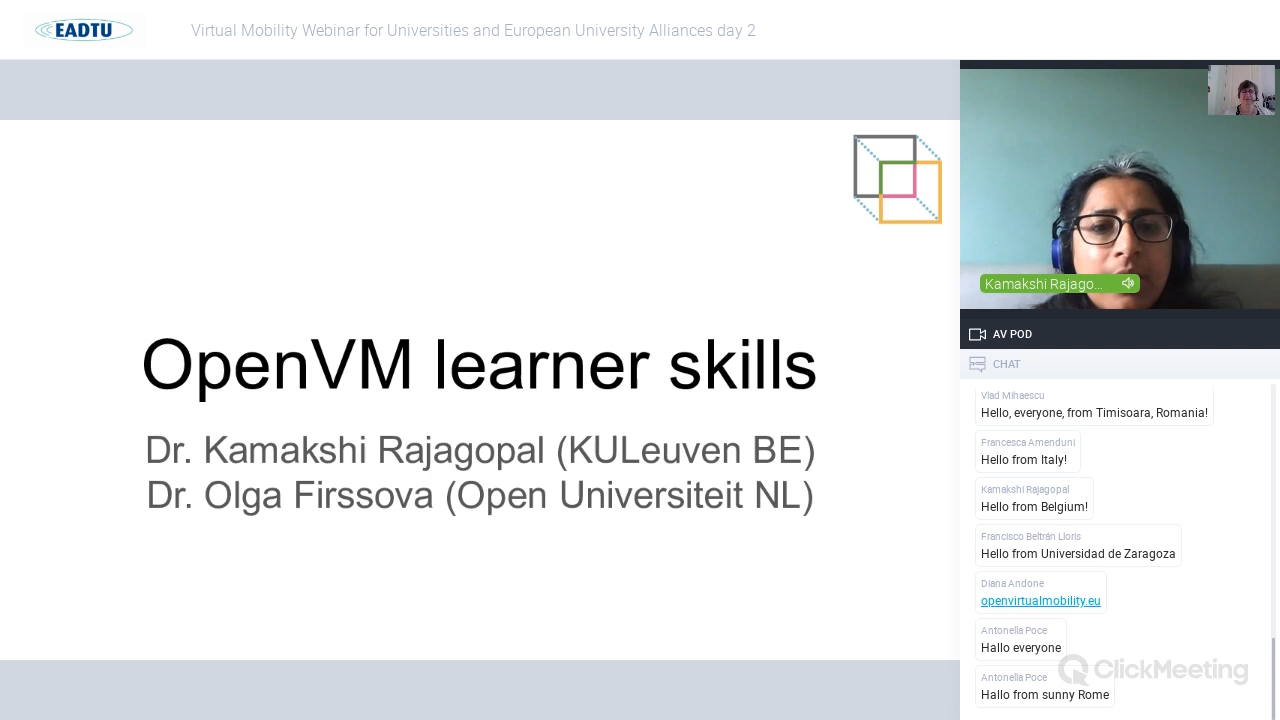 EADTU
Virtual Mobility Webinar for Universities and European University Alliances day 2
OpenVM learner skills
Dr. Kamakshi Rajagopal (KULeuven BE)
Dr. Olga Firssova (Open Universiteit NL)
Kamakshi Rajago...
AV POD
CHAT
Vlad Mihaescu
Hello, everyone, from Timisoara, Romania!
Francesca Amenduni
Hello from Italy!
Kamakshi Rajagopal
Hello from Belgium!
Francisco Beltrán Lloris
Hello from Universidad de Zaragoza
Diana Andone
openvirtualmobility.eu
Antonella Poce
Hallo everyone
Antonella Poce
Hallo from sunny Rome
ClickMeeting